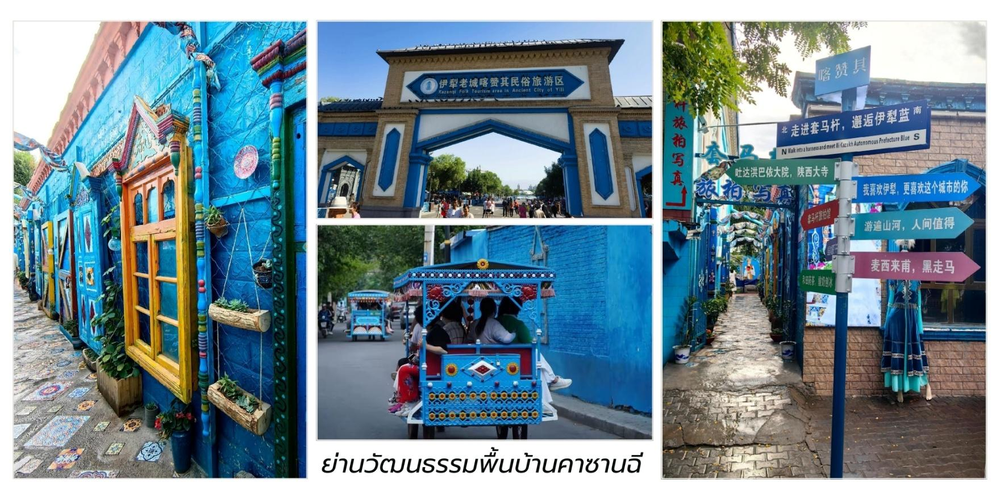 伊犁老城喀赞其民俗旅游区
Kazanqi Folk Tourism area in Ancient City of Yili
ย่านวัฒนธรรมพื้นบ้านคาซานฉี
喀赞其
北 走进套马杆，邂逅伊犁蓝 南
N Walk into a harness and meet Ili Kazakh Autonomous Prefecture Blue S
吐达洪巴依大院，陕西大寺
我喜欢伊犁，更喜欢这个城市的你
套马杆旅拍馆
游遍山河，人间值得
麦西来甫，黑走马
杆旅拍写真
套马
旅拍写真